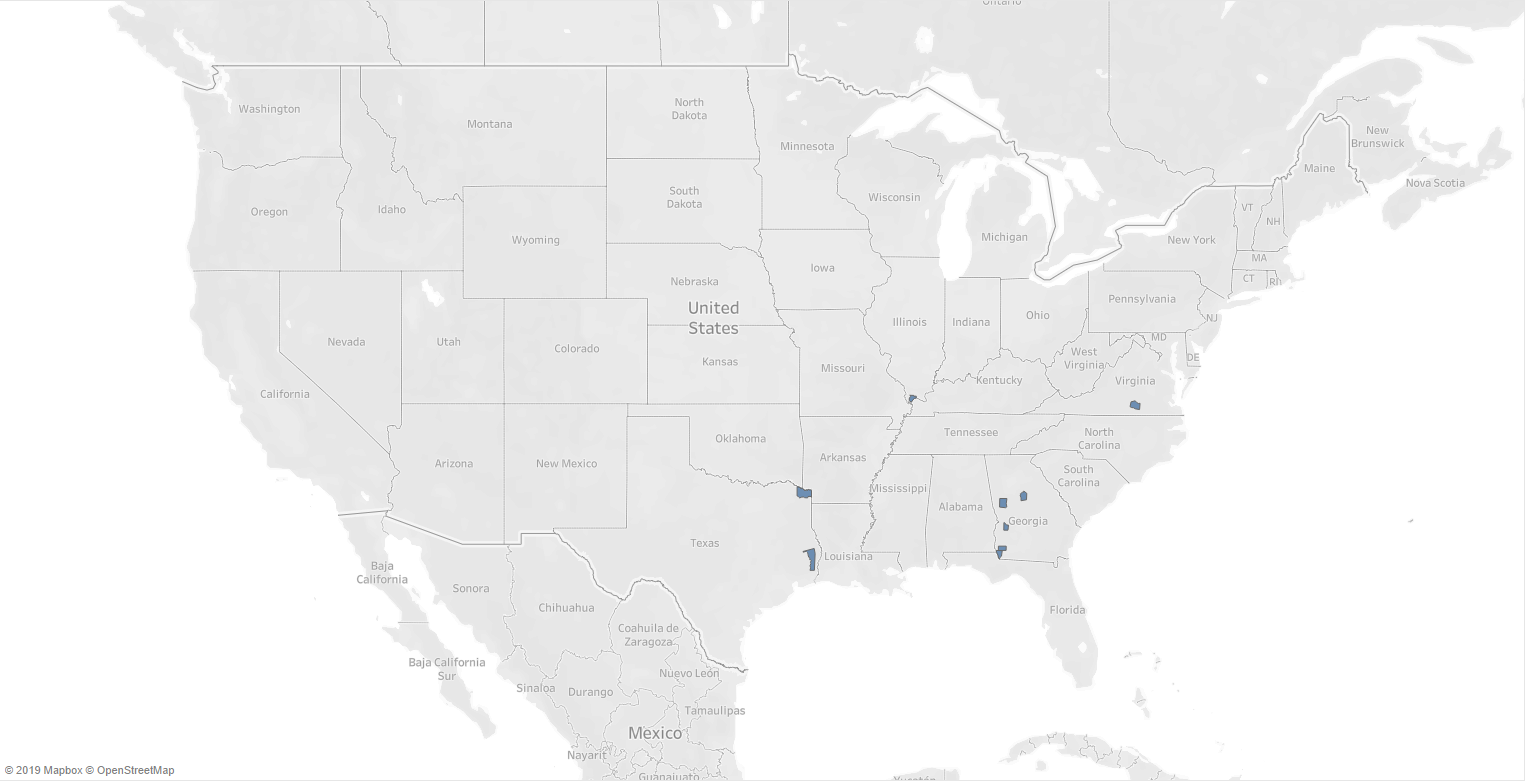 Ontario
Washington
North
Dakota
Montana
Minnesota
New
Brunswick
Maine
Nova Scotia
South
Dakota
Wisconsin
Oregon
Idaho
VT
NH
Wyoming
Michigan
New York
MA
Iowa
CT
RI
Nebraska
Pennsylvania
United
States
Illinois
Indiana
Ohio
NJ
Nevada
Utah
Colorado
MD
West
Virginia
DE
Kansas
Missouri
Kentucky
Virginia
California
Tennessee
North
Carolina
Oklahoma
Arkansas
Arizona
New Mexico
South
Carolina
Mississippi
Alabama
Georgia
Texas
Louisiana
Baja
California
Sonora
Chihuahua
Florida
Coahuila de
Zaragoza
Baja California
Sur
Nuevo León
Sinaloa
Durango
Tamaulipas
Mexico
Nayarit
Guanajuato
Yucatán
© 2019 Mapbox © OpenStreetMap